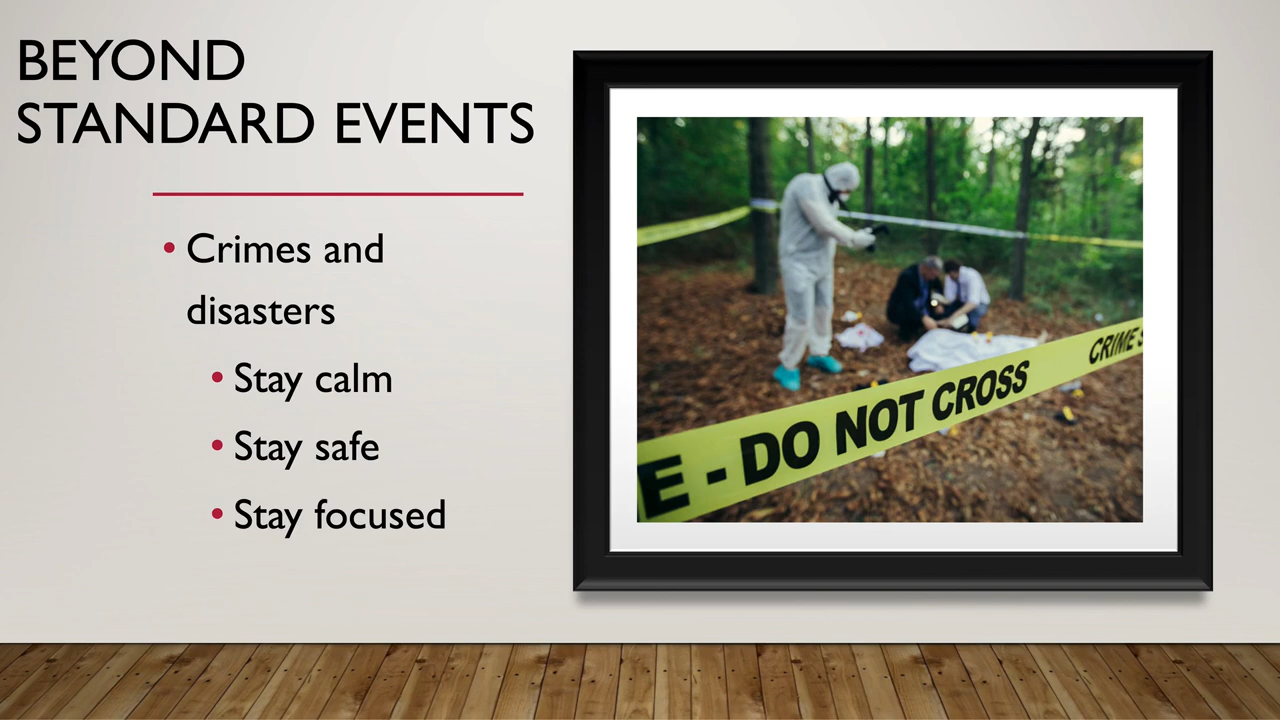 BEYOND
STANDARD EVENTS
• Crimes and
disasters
• Stay calm
• Stay safe
• Stay focused
E - DO NOT CROSS
CRIME S